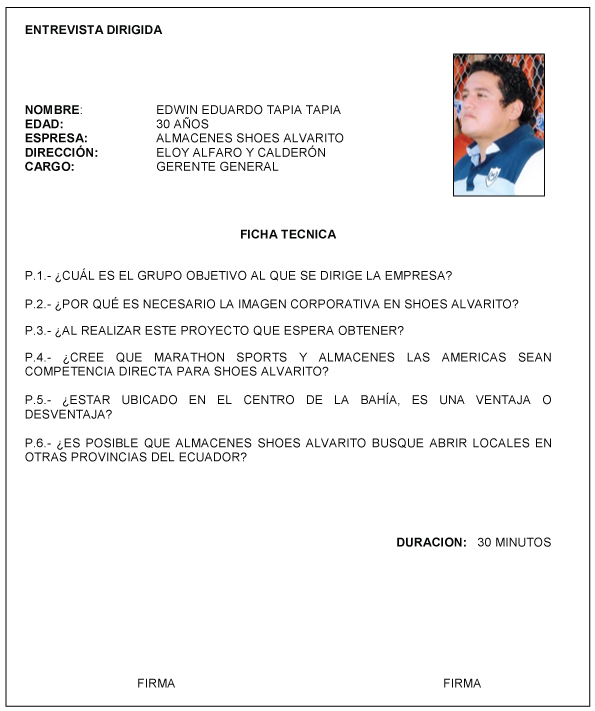 ENTREVISTA DIRIGIDA
NOMBRE: EDWIN EDUARDO TAPIA TAPIA
EDAD: 30 AÑOS
ESPRESA: ALMACENES SHOES ALVARITO
DIRECCIÓN: ELOY ALFARO Y CALDERÓN
CARGO: GERENTE GENERAL
FICHA TECNICA
P.1.- ¿CUÁL ES EL GRUPO OBJETIVO AL QUE SE DIRIGE LA EMPRESA?
P.2.- ¿POR QUÉ ES NECESARIO LA IMAGEN CORPORATIVA EN SHOES ALVARITO?
P.3.- ¿AL REALIZAR ESTE PROYECTO QUE ESPERA OBTENER?
P.4.- ¿CREE QUE MARATHON SPORTS Y ALMACENES LAS AMERICAS SEAN
COMPETENCIA DIRECTA PARA SHOES ALVARITO?
P.5.- ¿ESTAR UBICADO EN EL CENTRO DE LA BAHÍA, ES UNA VENTAJA O
DESVENTAJA?
P.6.- ¿ES POSIBLE QUE ALMACENES SHOES ALVARITO BUSQUE ABRIR LOCALES EN
OTRAS PROVINCIAS DEL ECUADOR?
DURACION: 30 MINUTOS
FIRMA FIRMA